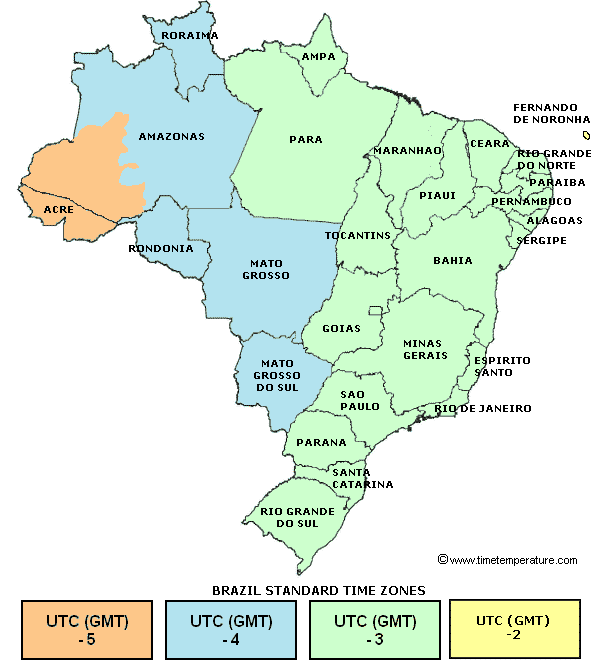 RORAIMA
AMPA
FERNANDO
DE NORONHA
AMAZONAS
PARA
MARANHAO
CEARA
RIO GRANDE
DO NORTE
PARAIBA
PIAUI
PERNAMBUCO
ACRE
ALAGOAS
TOCANTINS
SERGIPE
RONDONIA
BAHIA
MATO
GROSSO
GOIAS
MINAS
GERAIS
ESPIRITO
SANTO
MATO
GROSSO
DO SUL
SAO
PAULO
RIO DE JANEIRO
PARANA
SANTA
CATARINA
RIO GRANDE
DO SUL
©www.timetemperature.com
BRAZIL STANDARD TIME ZONES
UTC (GMT)
- 5
UTC (GMT)
- 4
UTC (GMT)
- 3
UTC (GMT)
- 2